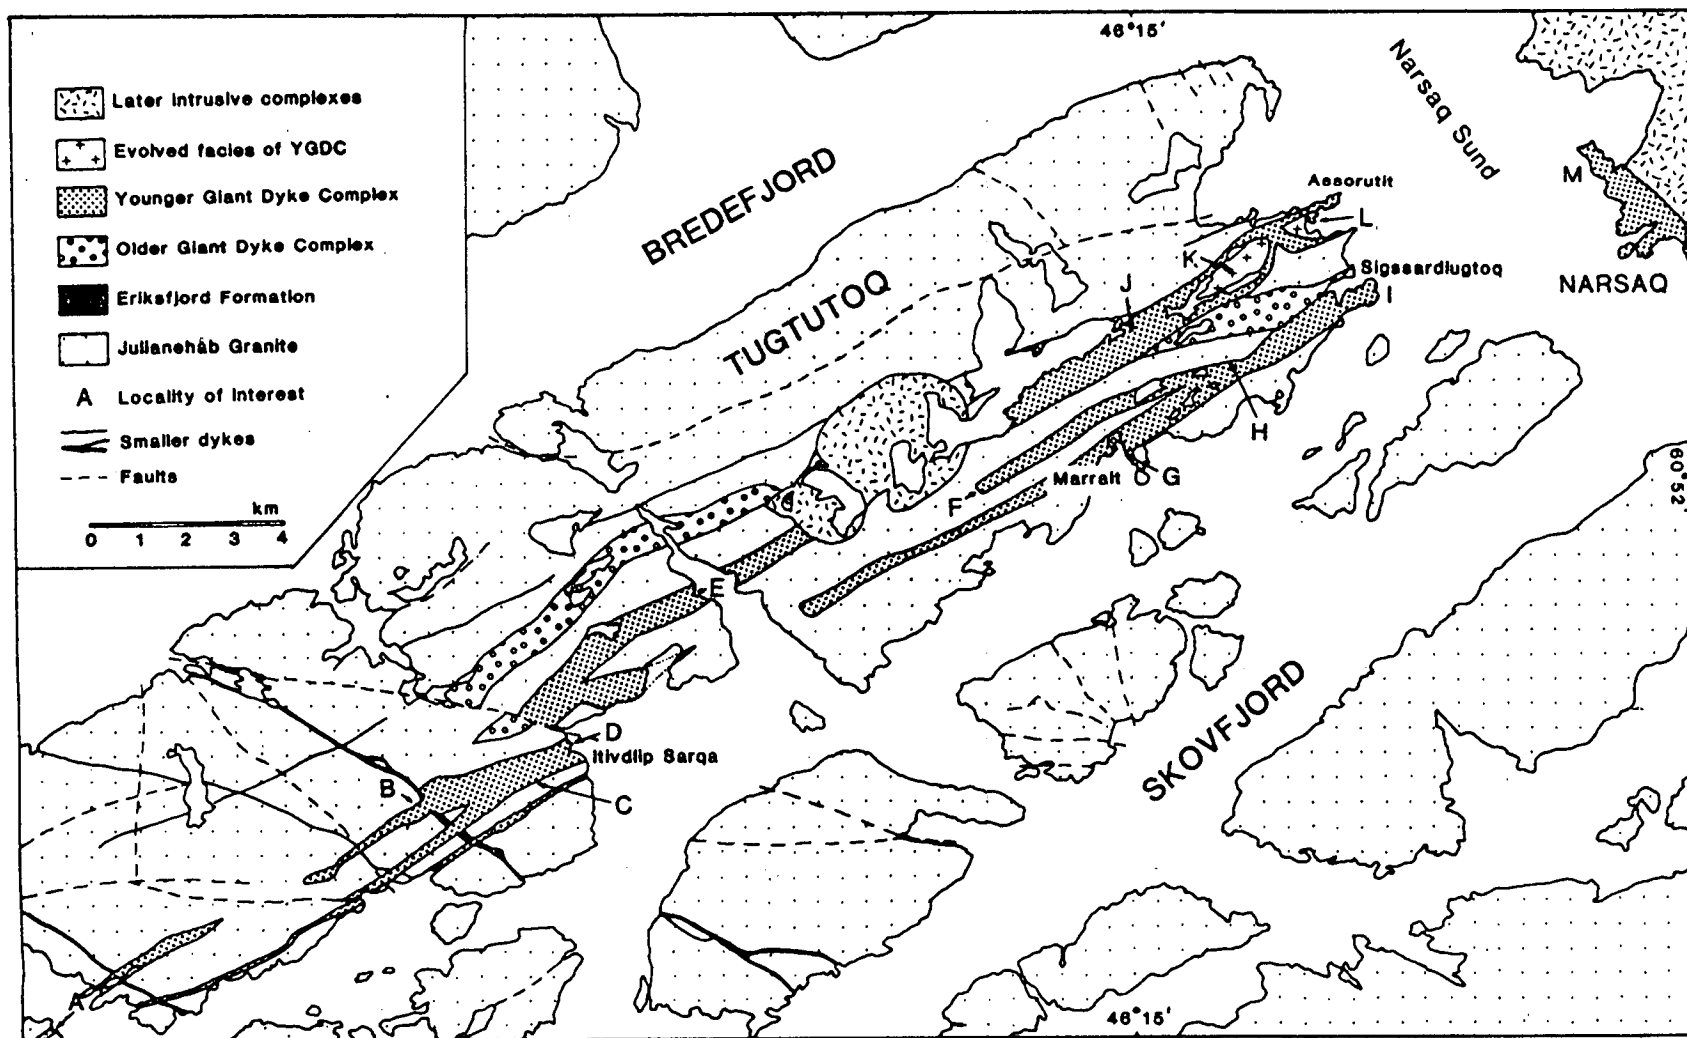 46°15'
Later intrusive complexes
Evolved facies of YGDC
Younger Giant Dyke Complex
Older Giant Dyke Complex
Eriksfjord Formation
Julianehåb Granite
A Locality of interest
Smaller dykes
Faults
km
0 1 2 3 4
BREDEFJORD
TUGTUTOQ
Narsaq Sund
M
NARSAQ
Assorutit
L
K
Sigssardlugtoq
J
I
H
Marralt
G
F
60°52'
E
D
Itivdlip Sarqa
B
C
SKOVFJORD
A
46°15'